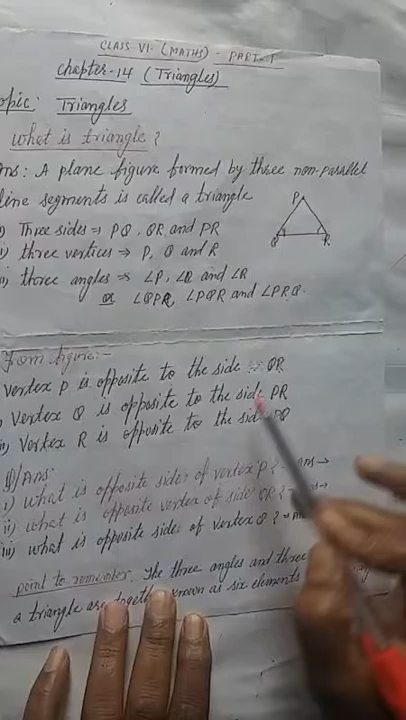 CLASS VI (MATHS) - PART-1
Chapter-14 (Triangles)
opic: Triangles
What is triangle?
Ans: A plane figure formed by three non-parallel
line segments is called a triangle
i) Three sides ⇒ PQ, QR and PR
P
ii) three vertices ⇒ P, Q and R
Q R
iii) three angles ⇒ ∠P, ∠Q and ∠R
or ∠QPR, ∠PQR and ∠PRQ.
From figure:-
vertex P is opposite to the side QR
vertex Q is opposite to the side PR
Vertex R is opposite to the side PQ
Q/Ans:
i) What is opposite side of vertex P? → Ans →
ii) what is opposite vertex of side QR?
iii) what is opposite side of vertex Q?
point to remember. The three angles and three
a triangle are together known as six elements